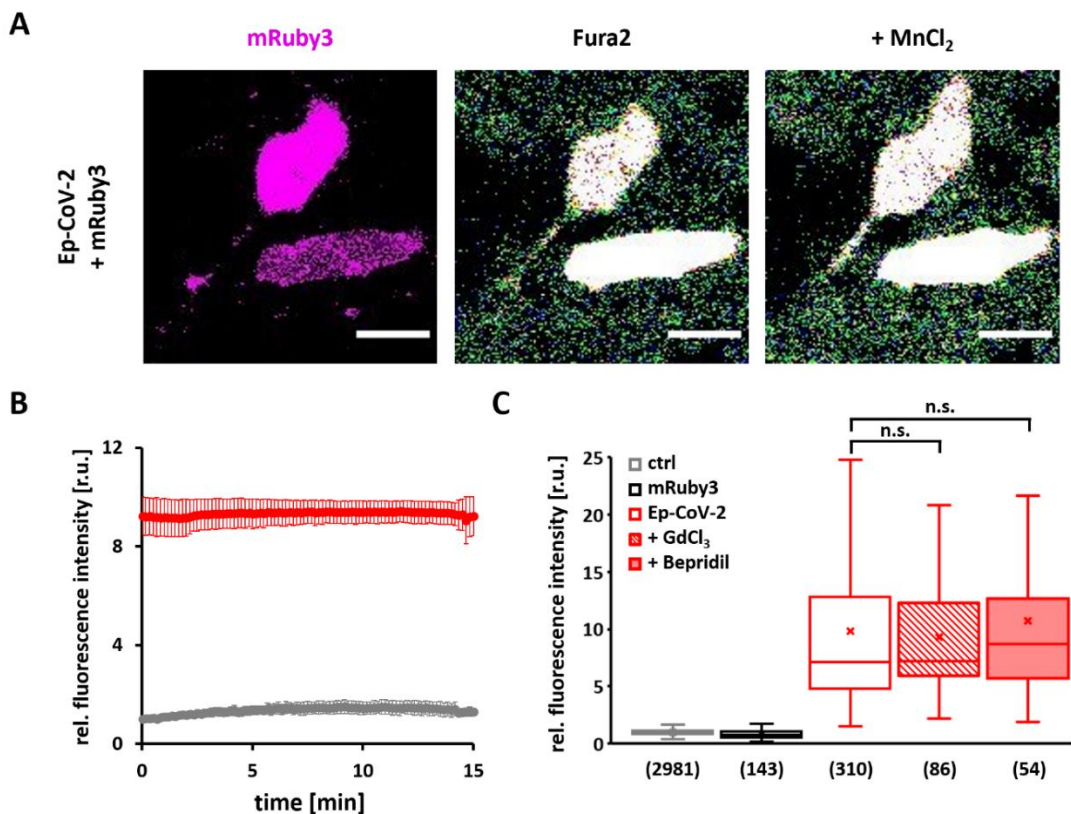 A
mRuby3
Fura2
+ MnCl₂
Ep-CoV-2
+ mRuby3
B
rel. fluorescence intensity [r.u.]
12
8
4
0
0
5
10
15
time [min]
C
rel. fluorescence intensity [r.u.]
25
20
15
10
5
0
n.s.
n.s.
ctrl
mRuby3
Ep-CoV-2
+ GdCl₃
+ Bepridil
(2981)
(143)
(310)
(86)
(54)